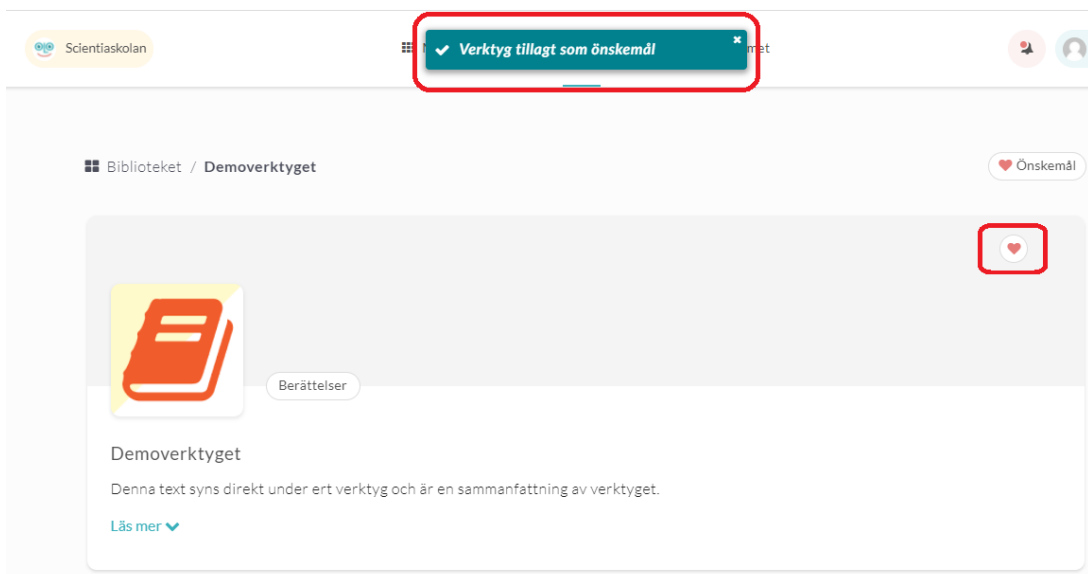 Scientiaskolan
Verktyg tillagt som önskemål
Biblioteket / Demoverktyget
Önskemål
Berättelser
Demoverktyget
Denna text syns direkt under ert verktyg och är en sammanfattning av verktyget.
Läs mer